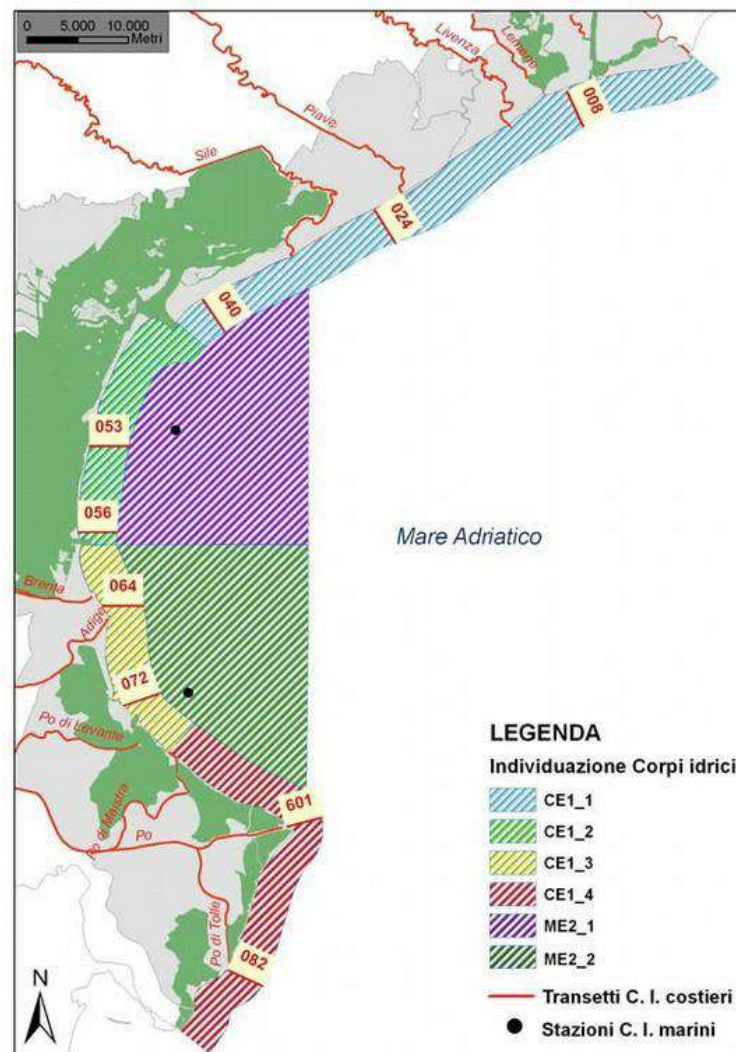 0 5.000 10.000
Metri
Livenza
Lemene
008
Piave
Sile
024
040
053
056
Mare Adriatico
Brenta
064
Adige
072
Po di Levante
LEGENDA
Individuazione Corpi idrici
CE1_1
601
Po di Maistra
Po
CE1_2
CE1_3
CE1_4
Po di Tolle
ME2_1
082
ME2_2
N
Transetti C. I. costieri
Stazioni C. I. marini